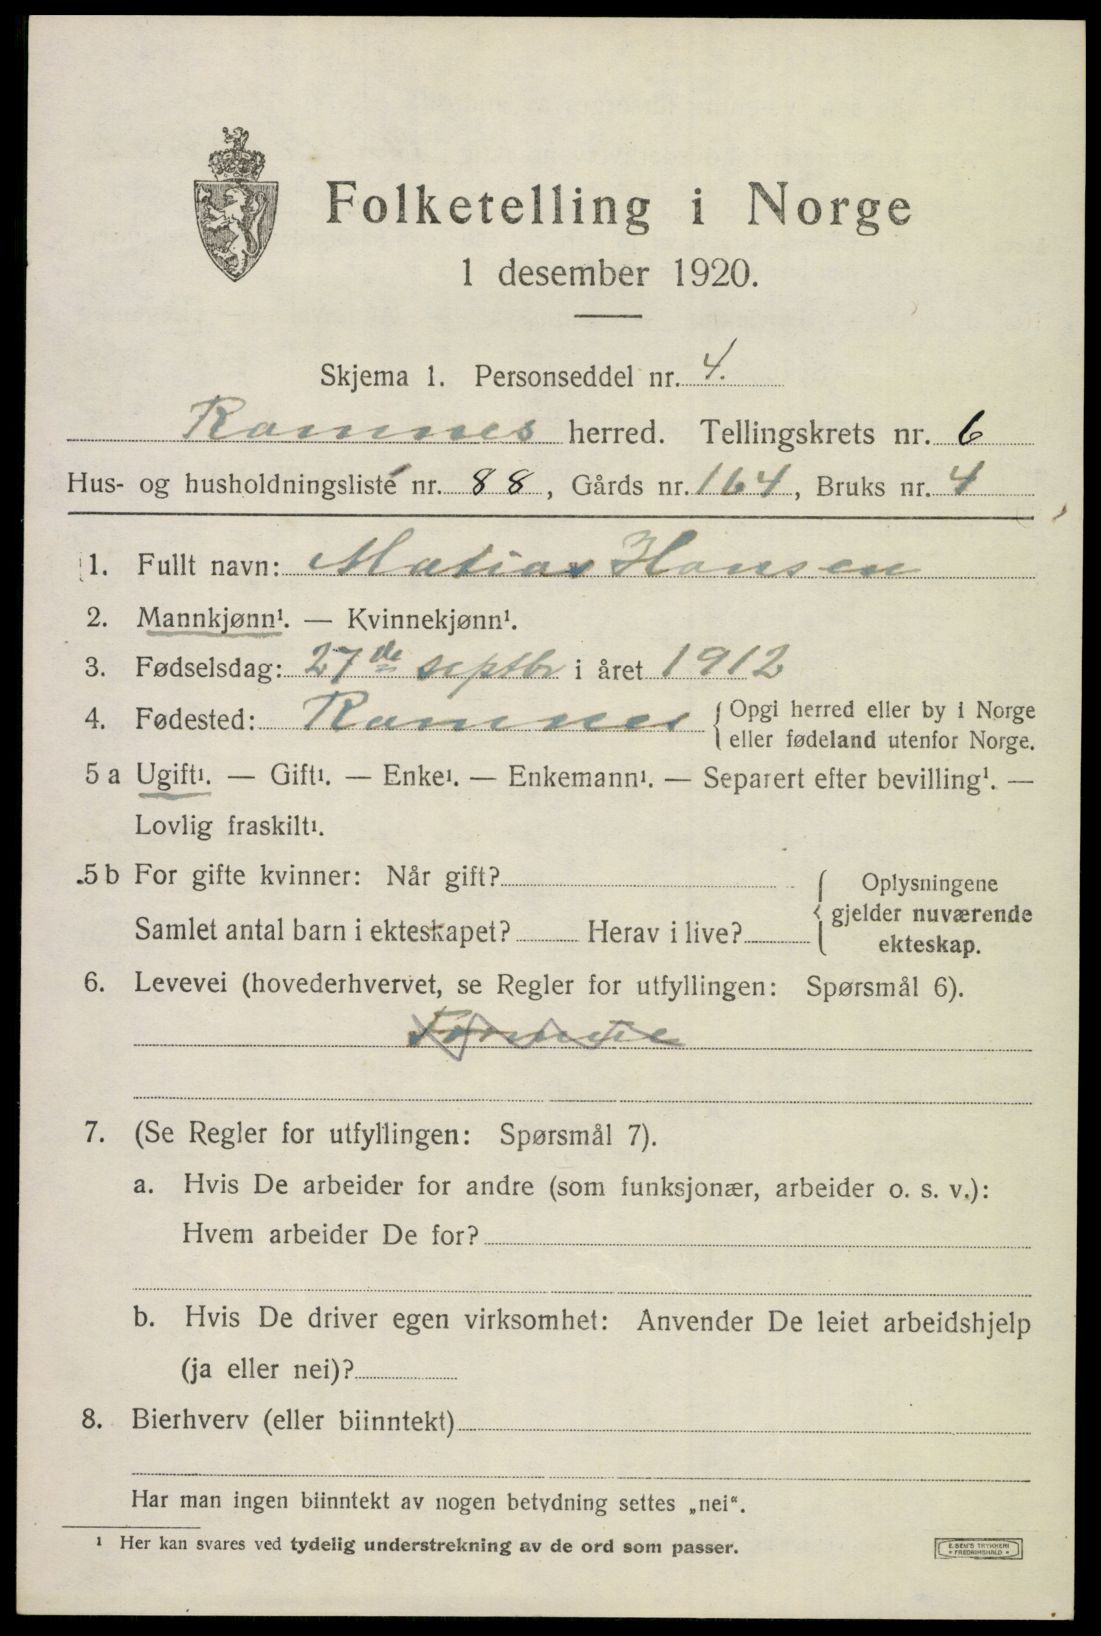 Folketelling i Norge
1 desember 1920.
Skjema 1. Personseddel nr. 4.
Ramnes herred. Tellingskrets nr. 6
Hus- og husholdningsliste nr. 88, Gårds nr. 164, Bruks nr. 4
1. Fullt navn: Matias Hansen
2. Mannkjønn¹. — Kvinnekjønn¹.
3. Fødselsdag: 27de septbr i året 1912
4. Fødested: Ramnes { Opgi herred eller by i Norge
eller fødeland utenfor Norge.
5 a Ugift¹. — Gift¹. — Enke¹. — Enkemann¹. — Separert efter bevilling¹. —
Lovlig fraskilt¹.
5 b For gifte kvinner: Når gift?
Samlet antal barn i ekteskapet? Herav i live?
{ Oplysningene
gjelder nuværende
ekteskap.
6. Levevei (hovederhvervet, se Regler for utfyllingen: Spørsmål 6).
7. (Se Regler for utfyllingen: Spørsmål 7).
a. Hvis De arbeider for andre (som funksjonær, arbeider o. s. v.):
Hvem arbeider De for?
b. Hvis De driver egen virksomhet: Anvender De leiet arbeidshjelp
(ja eller nei)?
8. Bierhverv (eller biinntekt)
Har man ingen biinntekt av nogen betydning settes „nei“.
¹ Her kan svares ved tydelig understrekning av de ord som passer.
E. SEM'S TRYKKERI
FREDRIKSHALD